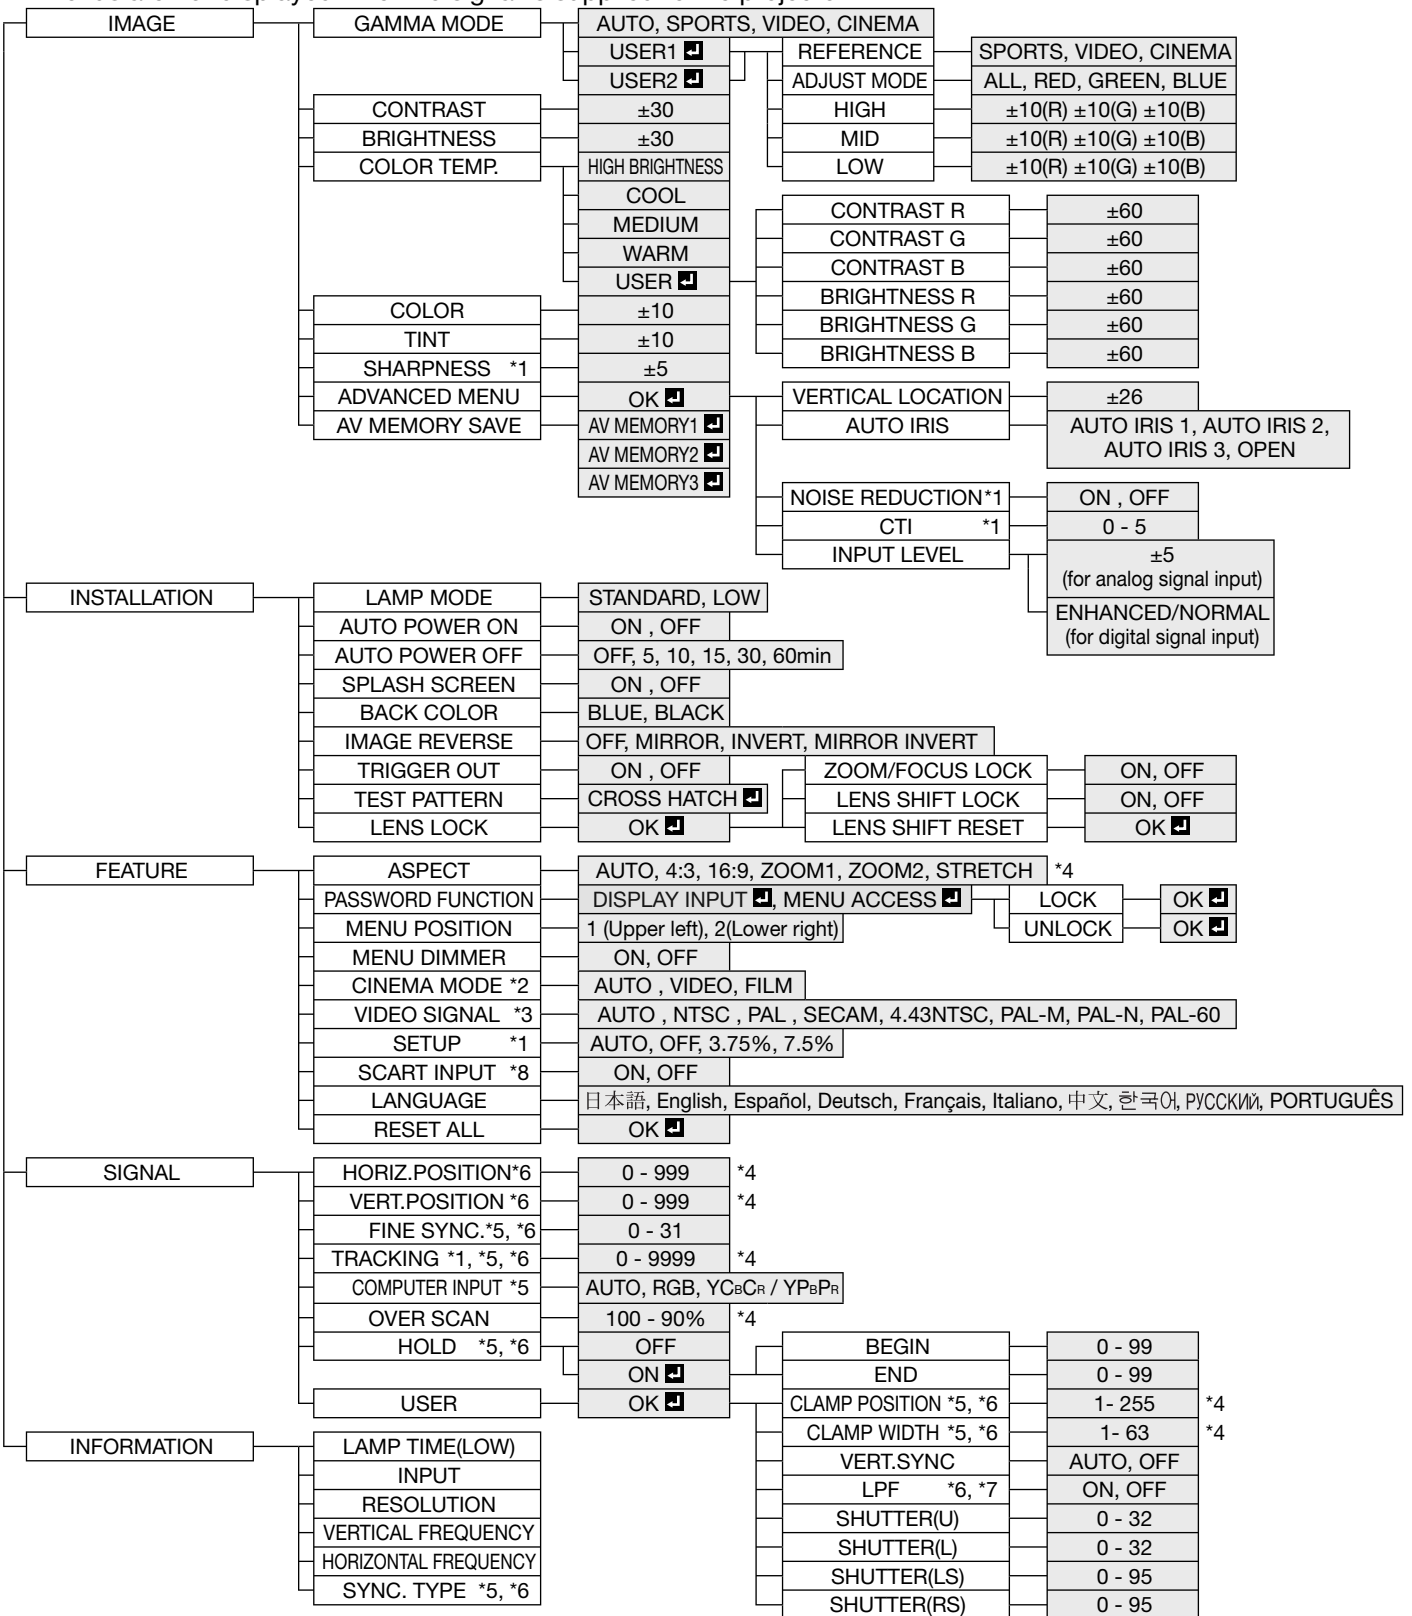 IMAGE GAMMA MODE AUTO, SPORTS, VIDEO, CINEMA
USER1 REFERENCE SPORTS, VIDEO, CINEMA
USER2 ADJUST MODE ALL, RED, GREEN, BLUE
CONTRAST ±30 HIGH ±10(R) ±10(G) ±10(B)
BRIGHTNESS ±30 MID ±10(R) ±10(G) ±10(B)
COLOR TEMP. HIGH BRIGHTNESS LOW ±10(R) ±10(G) ±10(B)
COOL CONTRAST R ±60
MEDIUM CONTRAST G ±60
WARM CONTRAST B ±60
USER BRIGHTNESS R ±60
COLOR ±10 BRIGHTNESS G ±60
TINT ±10 BRIGHTNESS B ±60
SHARPNESS *1 ±5
ADVANCED MENU OK VERTICAL LOCATION ±26
AV MEMORY SAVE AV MEMORY1 AUTO IRIS AUTO IRIS 1, AUTO IRIS 2,
AV MEMORY2 AUTO IRIS 3, OPEN
AV MEMORY3
NOISE REDUCTION*1 ON , OFF
CTI *1 0 - 5
INPUT LEVEL ±5
(for analog signal input)
ENHANCED/NORMAL
(for digital signal input)
INSTALLATION LAMP MODE STANDARD, LOW
AUTO POWER ON ON , OFF
AUTO POWER OFF OFF, 5, 10, 15, 30, 60min
SPLASH SCREEN ON , OFF
BACK COLOR BLUE, BLACK
IMAGE REVERSE OFF, MIRROR, INVERT, MIRROR INVERT
TRIGGER OUT ON , OFF ZOOM/FOCUS LOCK ON, OFF
TEST PATTERN CROSS HATCH LENS SHIFT LOCK ON, OFF
LENS LOCK OK LENS SHIFT RESET OK
FEATURE ASPECT AUTO, 4:3, 16:9, ZOOM1, ZOOM2, STRETCH *4
PASSWORD FUNCTION DISPLAY INPUT , MENU ACCESS LOCK OK
MENU POSITION 1 (Upper left), 2(Lower right) UNLOCK OK
MENU DIMMER ON, OFF
CINEMA MODE *2 AUTO , VIDEO, FILM
VIDEO SIGNAL *3 AUTO , NTSC , PAL , SECAM, 4.43NTSC, PAL-M, PAL-N, PAL-60
SETUP *1 AUTO, OFF, 3.75%, 7.5%
SCART INPUT *8 ON, OFF
LANGUAGE 日本語, English, Español, Deutsch, Français, Italiano, 中文, 한국어, РУССКИЙ, PORTUGUÊS
RESET ALL OK
SIGNAL HORIZ.POSITION*6 0 - 999 *4
VERT.POSITION *6 0 - 999 *4
FINE SYNC.*5, *6 0 - 31
TRACKING *1, *5, *6 0 - 9999 *4
COMPUTER INPUT *5 AUTO, RGB, YCBCR / YPBPR
OVER SCAN 100 - 90% *4
HOLD *5, *6 OFF BEGIN 0 - 99
ON END 0 - 99
USER OK CLAMP POSITION *5, *6 1- 255 *4
CLAMP WIDTH *5, *6 1- 63 *4
VERT.SYNC AUTO, OFF
LPF *6, *7 ON, OFF
SHUTTER(U) 0 - 32
SHUTTER(L) 0 - 32
SHUTTER(LS) 0 - 95
SHUTTER(RS) 0 - 95
INFORMATION LAMP TIME(LOW)
INPUT
RESOLUTION
VERTICAL FREQUENCY
HORIZONTAL FREQUENCY
SYNC. TYPE *5, *6